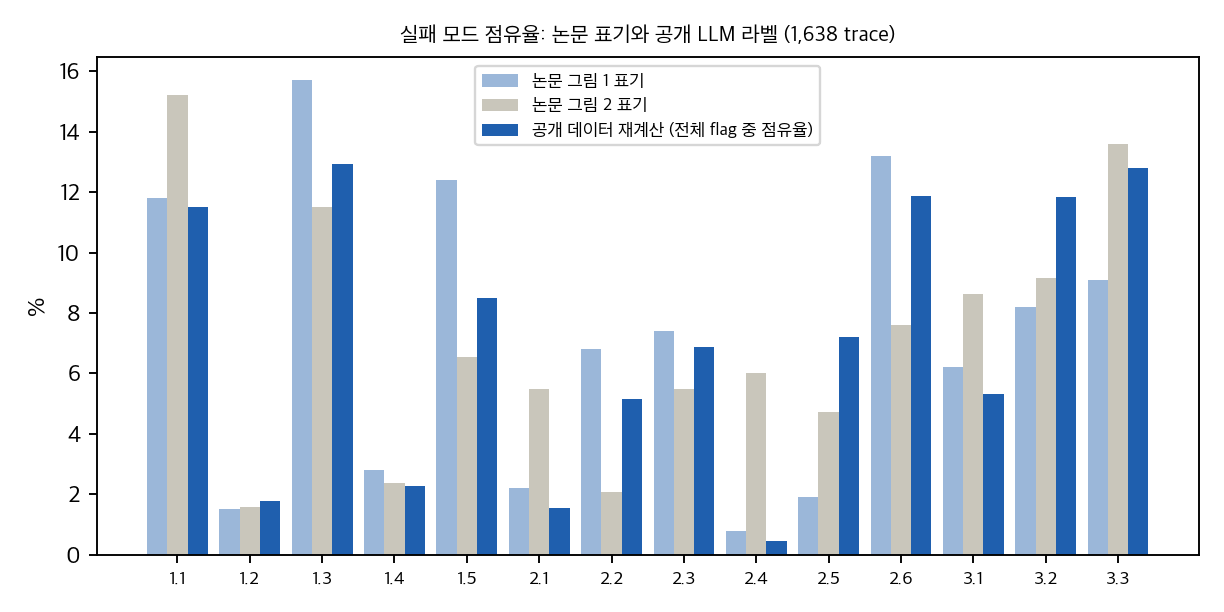 실패 모드 점유율: 논문 표기와 공개 LLM 라벨 (1,638 trace)
논문 그림 1 표기
논문 그림 2 표기
공개 데이터 재계산 (전체 flag 중 점유율)
%
16
14
12
10
8
6
4
2
0
1.1 1.2 1.3 1.4 1.5 2.1 2.2 2.3 2.4 2.5 2.6 3.1 3.2 3.3